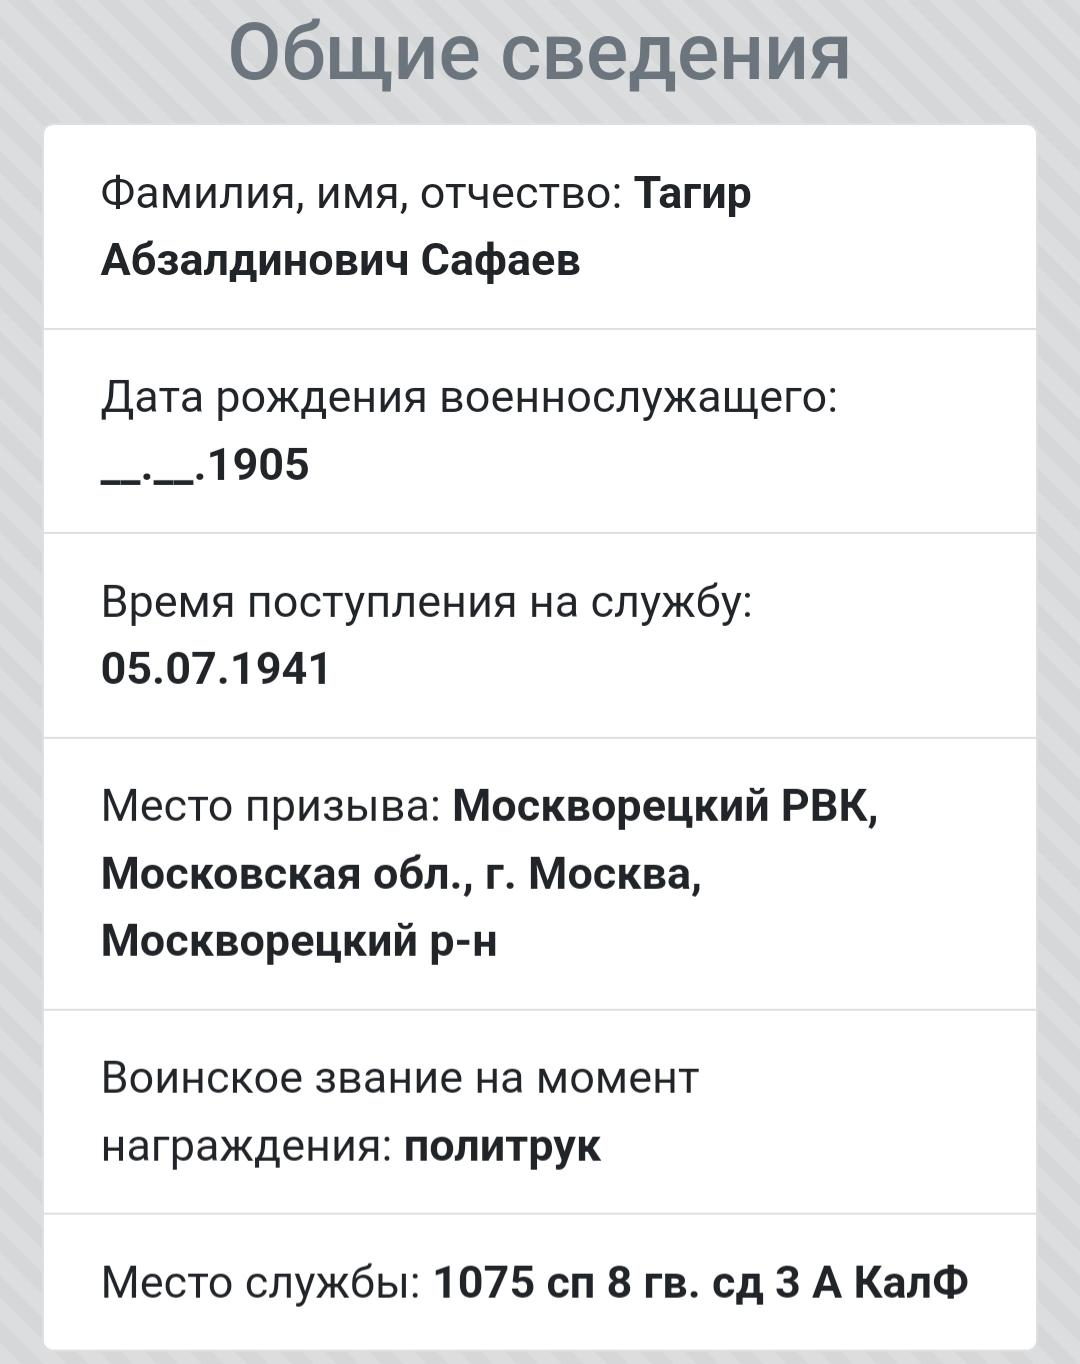 Общие сведения
Фамилия, имя, отчество: Тагир
Абзалдинович Сафаев
Дата рождения военнослужащего:
__.__.1905
Время поступления на службу:
05.07.1941
Место призыва: Москворецкий РВК,
Московская обл., г. Москва,
Москворецкий р-н
Воинское звание на момент
награждения: политрук
Место службы: 1075 сп 8 гв. сд 3 А КалФ